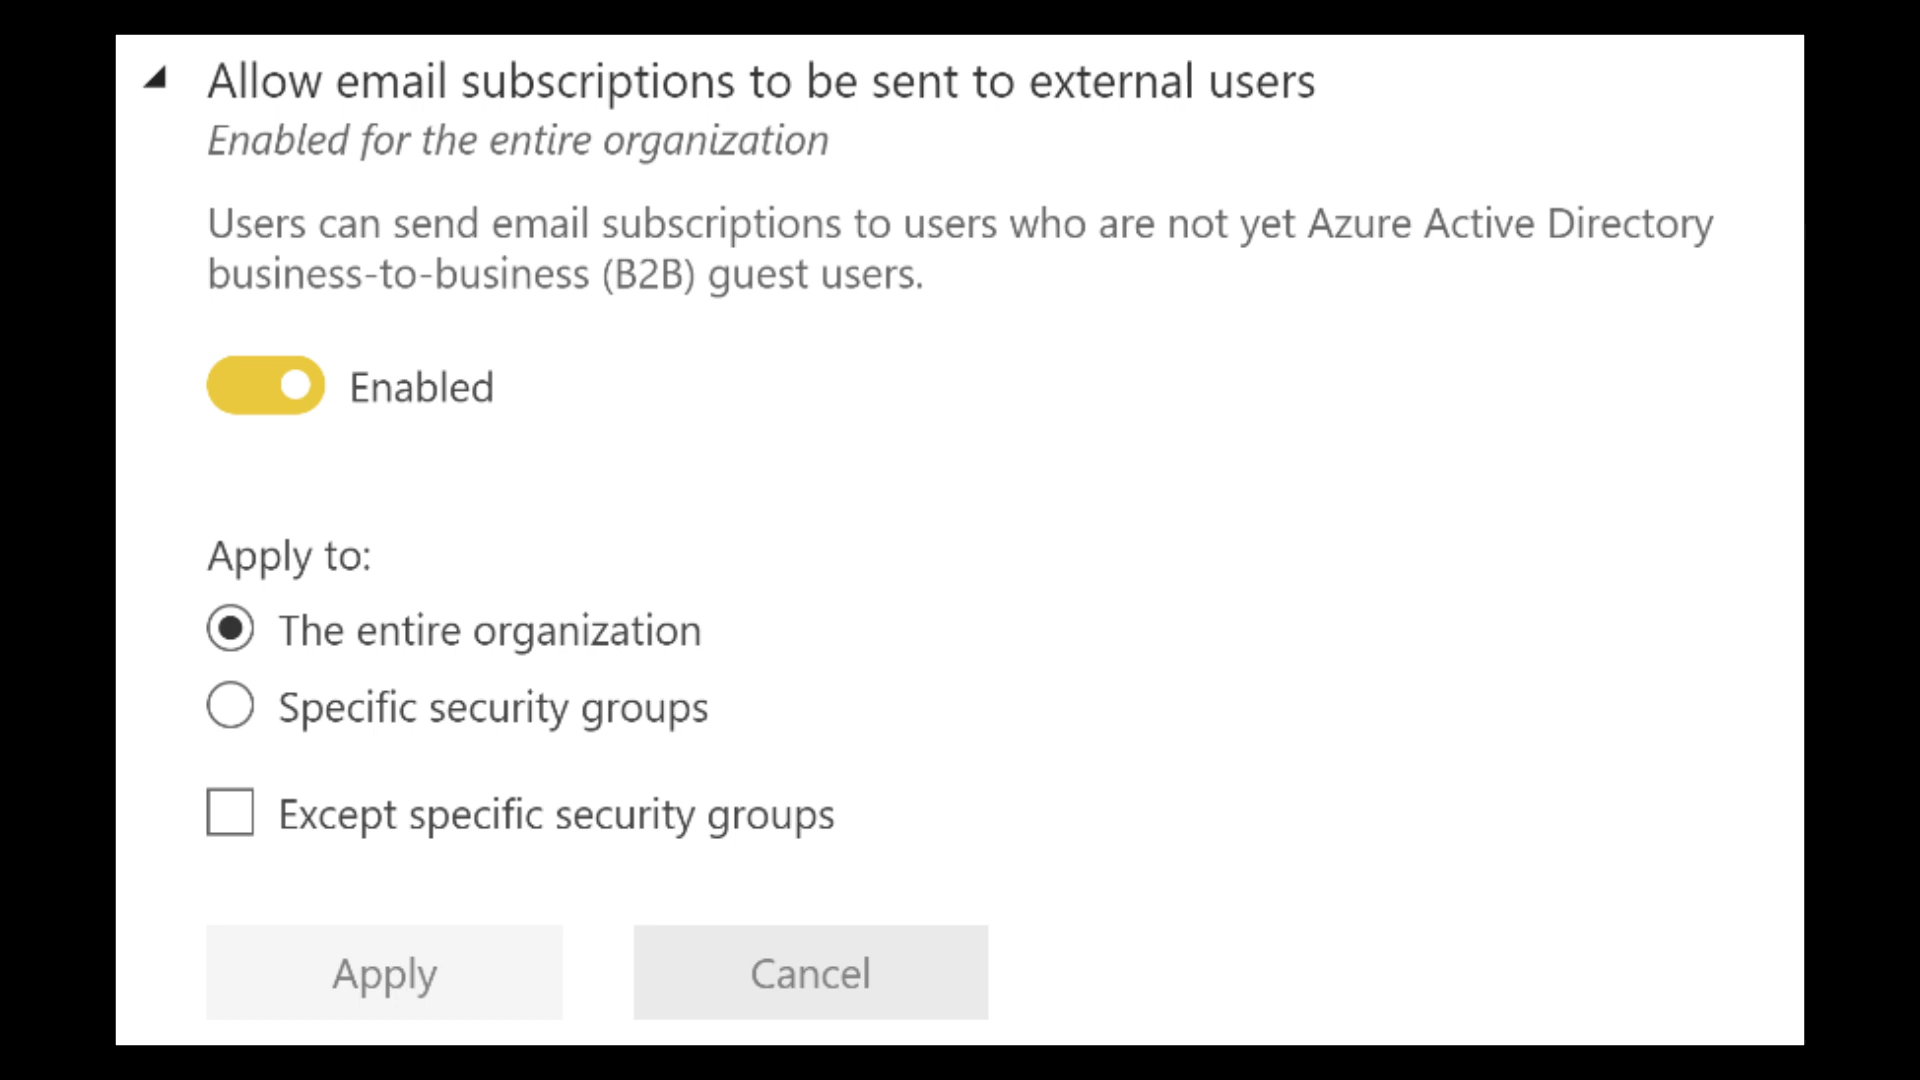 Allow email subscriptions to be sent to external users
Enabled for the entire organization
Users can send email subscriptions to users who are not yet Azure Active Directory
business-to-business (B2B) guest users.
Enabled
Apply to:
The entire organization
Specific security groups
Except specific security groups
Apply
Cancel